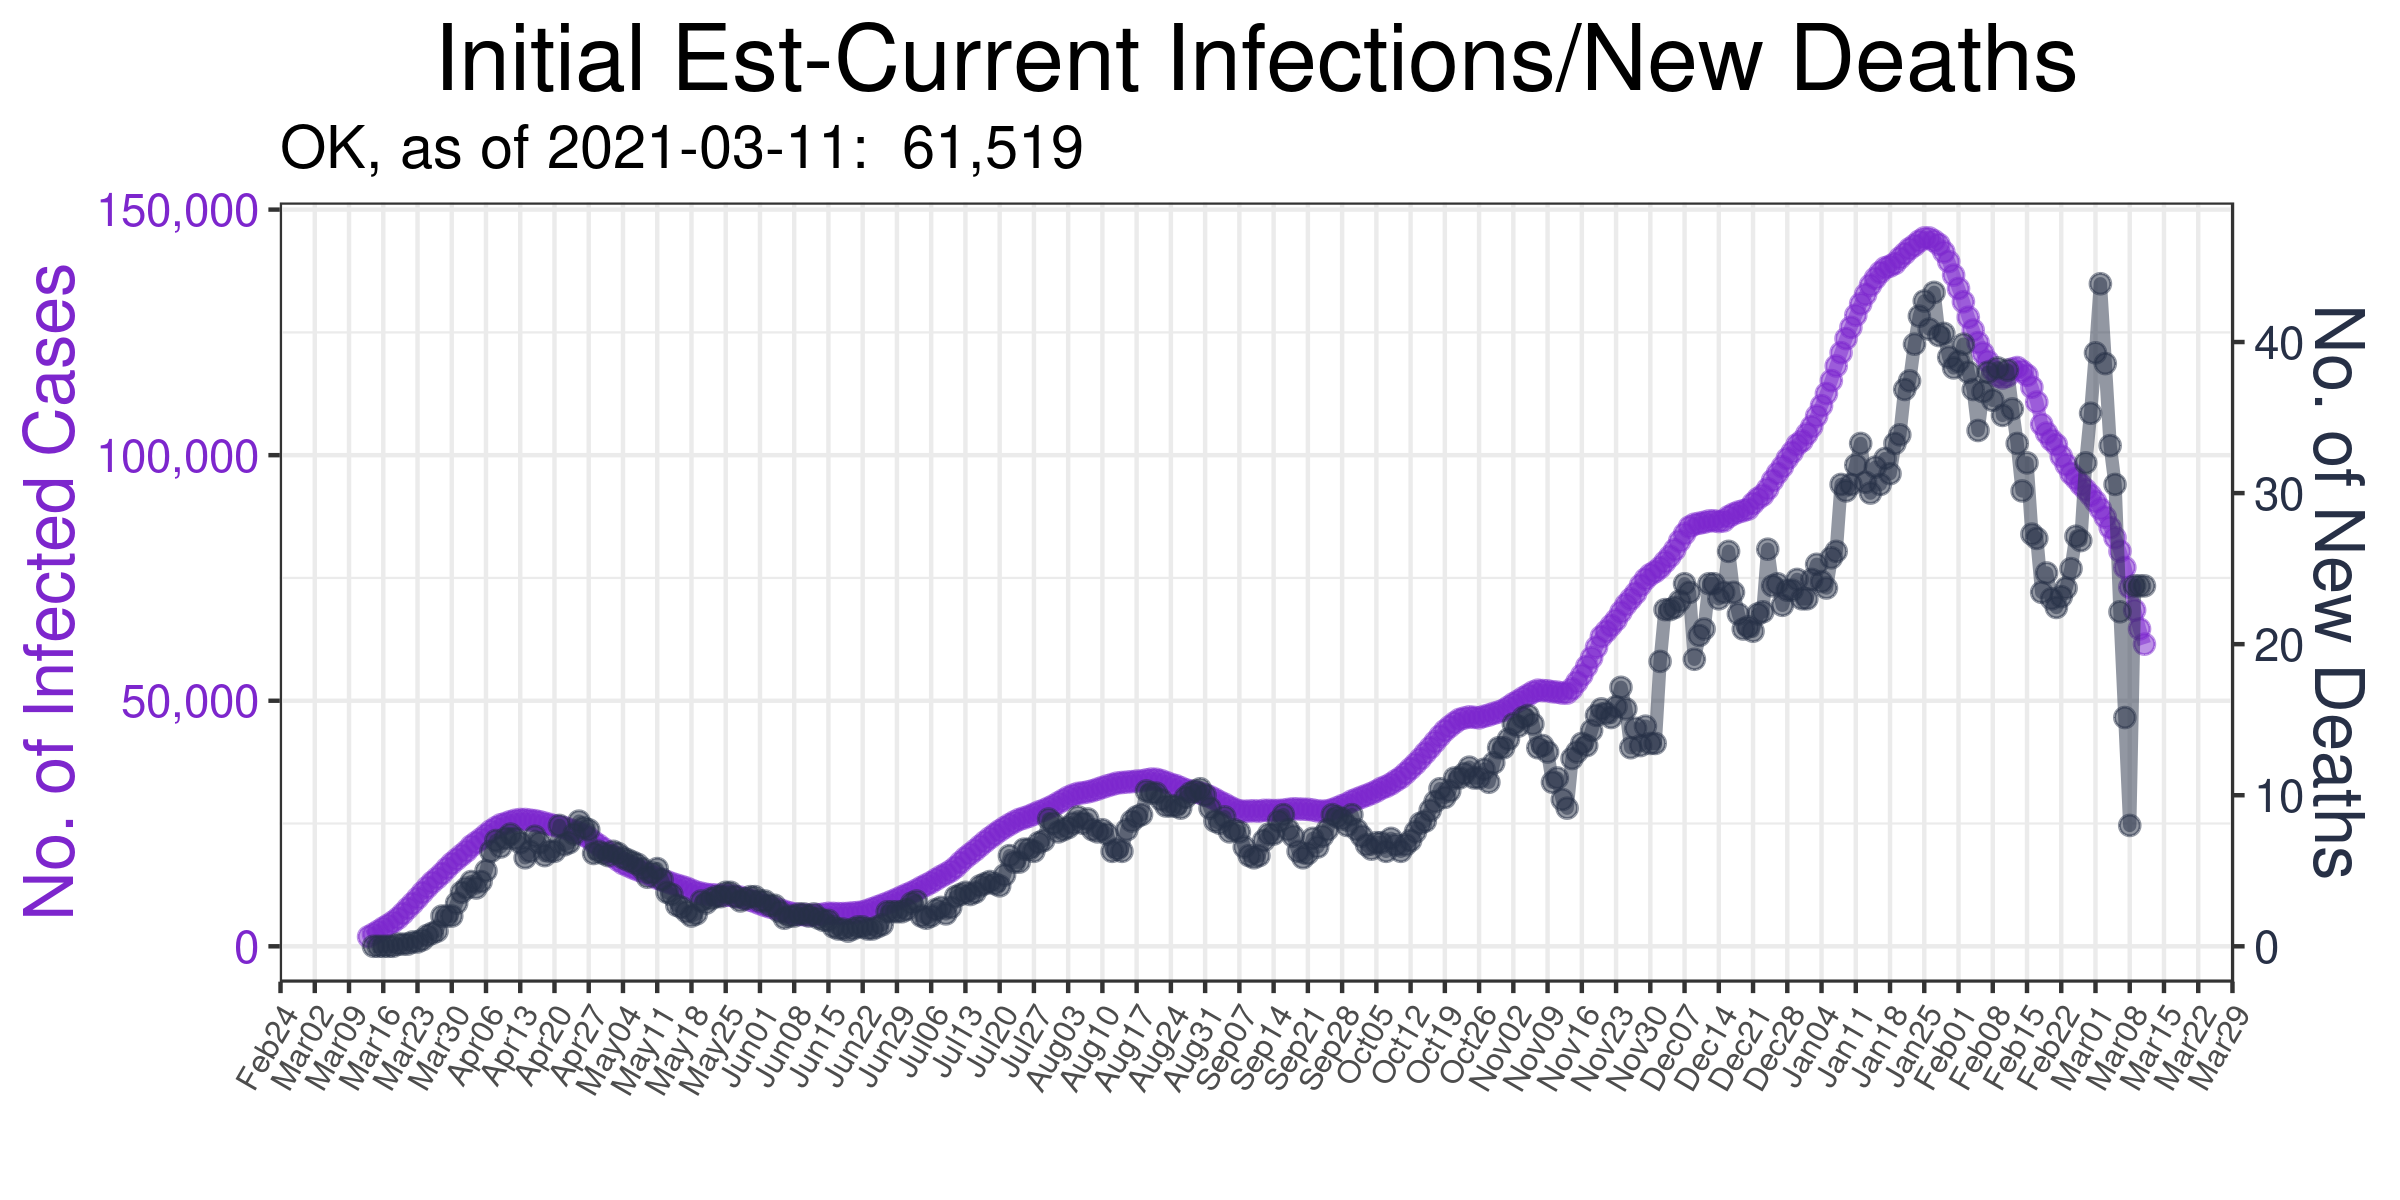 Initial Est-Current Infections/New Deaths
OK, as of 2021-03-11: 61,519
No. of Infected Cases
150,000
100,000
50,000
0
No. of New Deaths
40
30
20
10
0
Feb24
Mar02
Mar09
Mar16
Mar23
Mar30
Apr06
Apr13
Apr20
Apr27
May04
May11
May18
May25
Jun01
Jun08
Jun15
Jun22
Jun29
Jul06
Jul13
Jul20
Jul27
Aug03
Aug10
Aug17
Aug24
Aug31
Sep07
Sep14
Sep21
Sep28
Oct05
Oct12
Oct19
Oct26
Nov02
Nov09
Nov16
Nov23
Nov30
Dec07
Dec14
Dec21
Dec28
Dec04
Jan11
Jan18
Jan25
Feb01
Feb08
Feb15
Feb22
Mar01
Mar08
Mar15
Mar22
Mar29